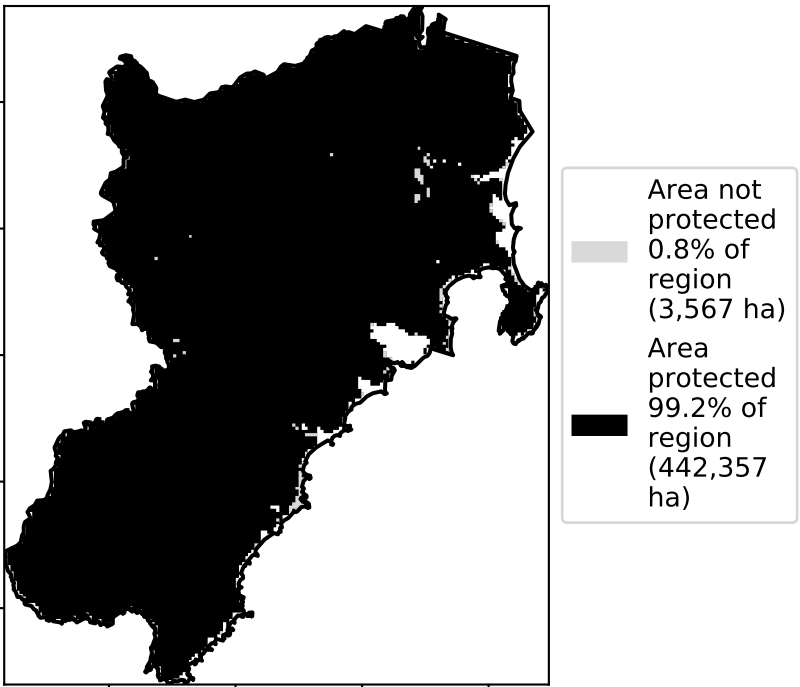 Area not
protected
0.8% of
region
(3,567 ha)
Area
protected
99.2% of
region
(442,357
ha)